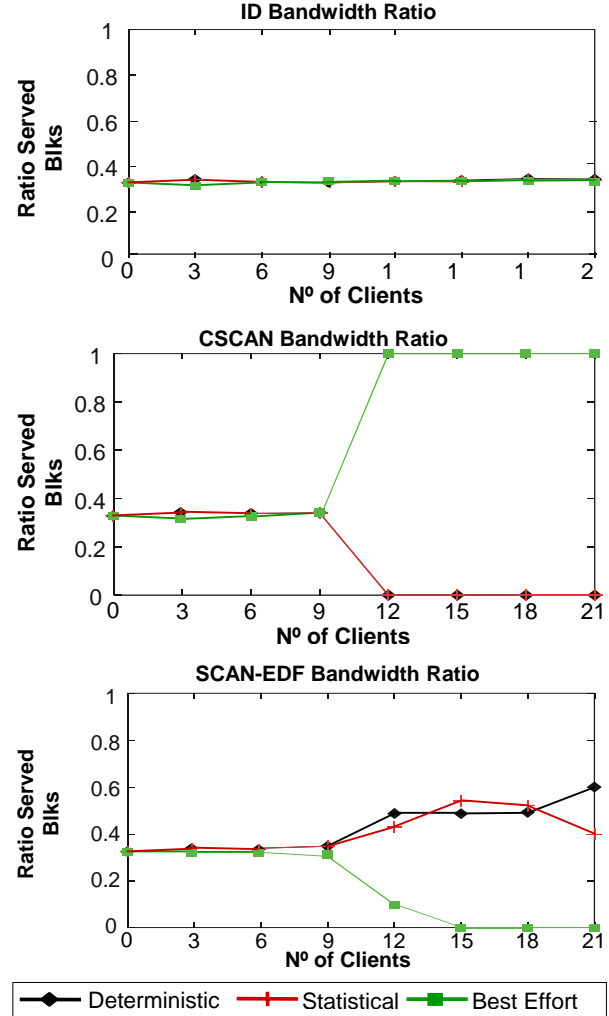 ID Bandwidth Ratio
1
0.8
0.6
0.4
0.2
0
Ratio Served
Blks
0 3 6 9 1 1 1 2
Nº of Clients
CSCAN Bandwidth Ratio
1
0.8
0.6
0.4
0.2
0
Ratio Served
Blks
0 3 6 9 12 15 18 21
Nº of Clients
SCAN-EDF Bandwidth Ratio
1
0.8
0.6
0.4
0.2
0
Ratio Served
Blks
0 3 6 9 12 15 18 21
Nº of Clients
Deterministic Statistical Best Effort